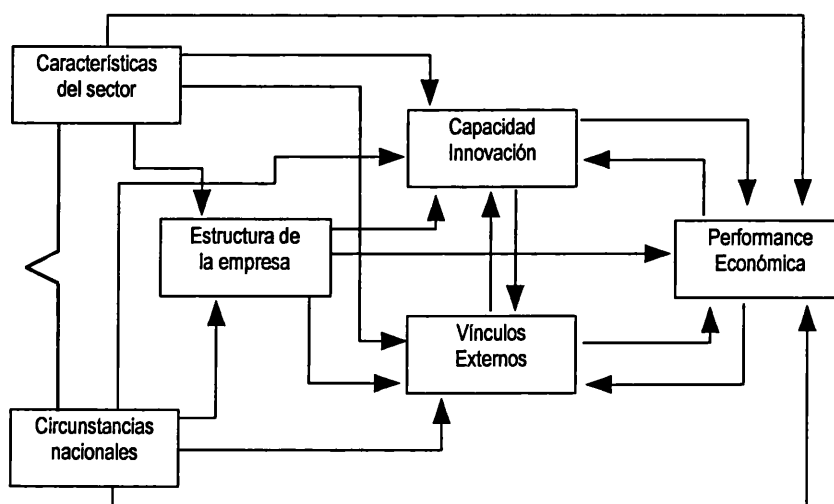 Características
del sector
Capacidad
Innovación
Estructura de
la empresa
Performance
Económica
Vínculos
Externos
Circunstancias
nacionales